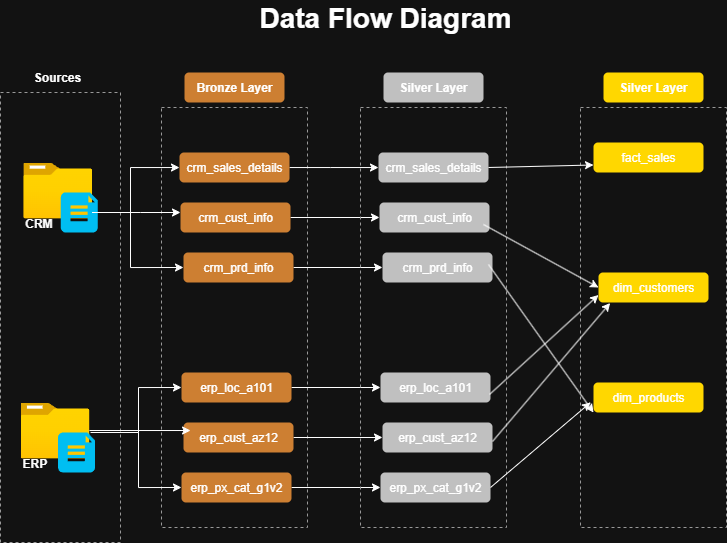 Data Flow Diagram
Sources
Bronze Layer
Silver Layer
Silver Layer
CRM
crm_sales_details
crm_cust_info
crm_prd_info
crm_sales_details
crm_cust_info
crm_prd_info
fact_sales
dim_customers
dim_products
ERP
erp_loc_a101
erp_cust_az12
erp_px_cat_g1v2
erp_loc_a101
erp_cust_az12
erp_px_cat_g1v2